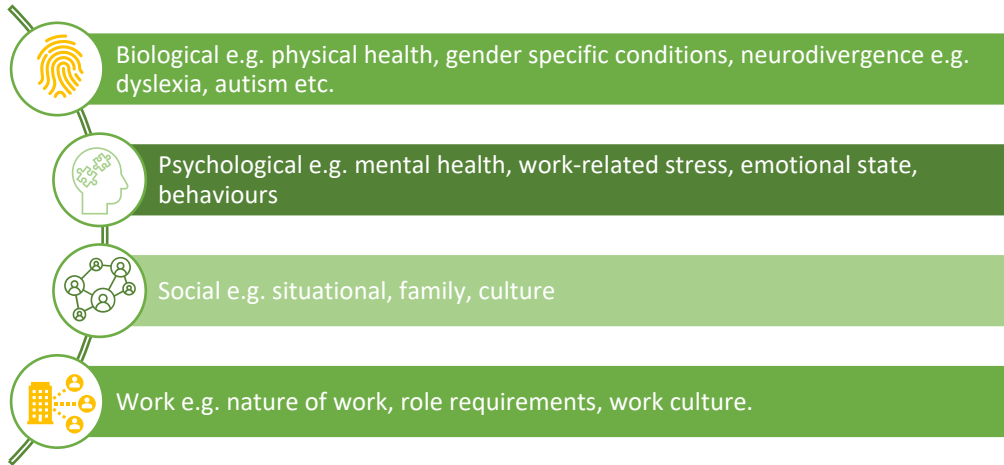 Biological e.g. physical health, gender specific conditions, neurodivergence e.g.
dyslexia, autism etc.
Psychological e.g. mental health, work-related stress, emotional state,
behaviours
Social e.g. situational, family, culture
Work e.g. nature of work, role requirements, work culture.